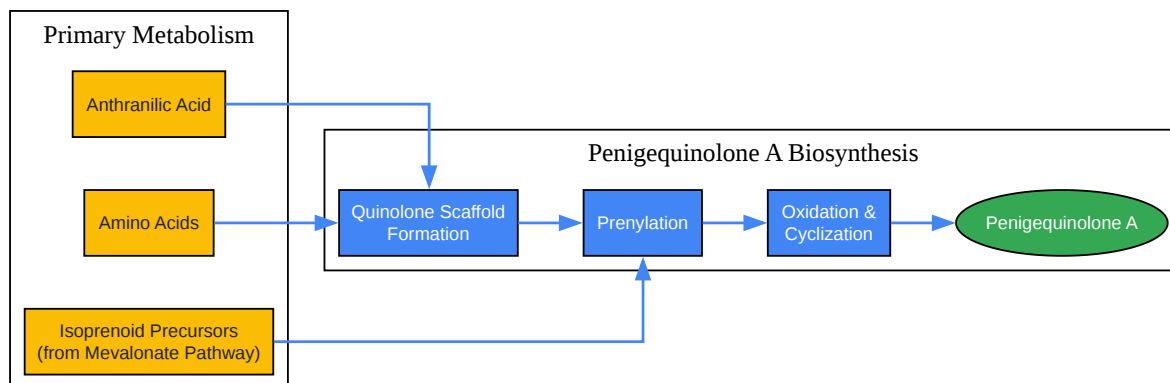 Primary Metabolism
Anthranilic Acid
Amino Acids
Isoprenoid Precursors
(from Mevalonate Pathway)
Penigequinolone A Biosynthesis
Quinolone Scaffold
Formation
Prenylation
Oxidation &
Cyclization
Penigequinolone A